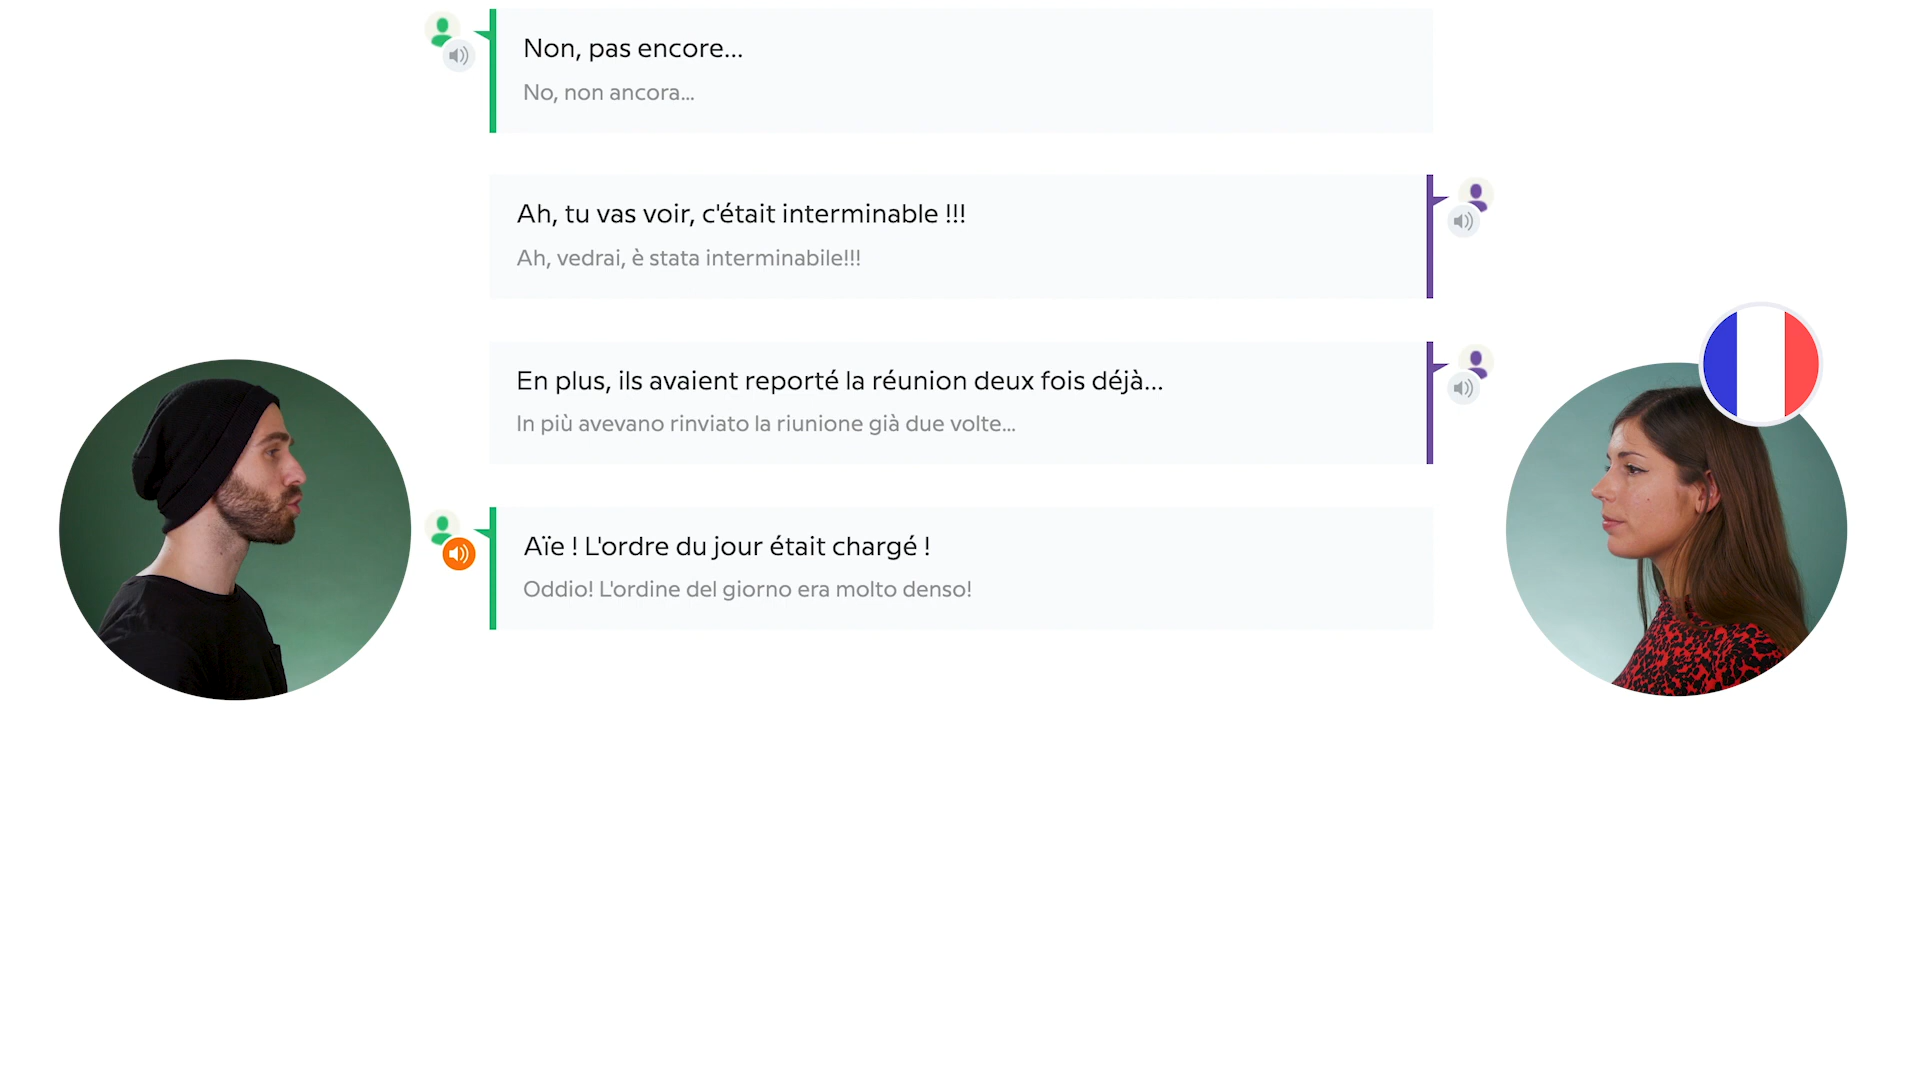 Non, pas encore...
No, non ancora...
Ah, tu vas voir, c'était interminable !!!
Ah, vedrai, è stata interminabile!!!
En plus, ils avaient reporté la réunion deux fois déjà...
In più avevano rinviato la riunione già due volte...
Aïe ! L'ordre du jour était chargé !
Oddio! L'ordine del giorno era molto denso!